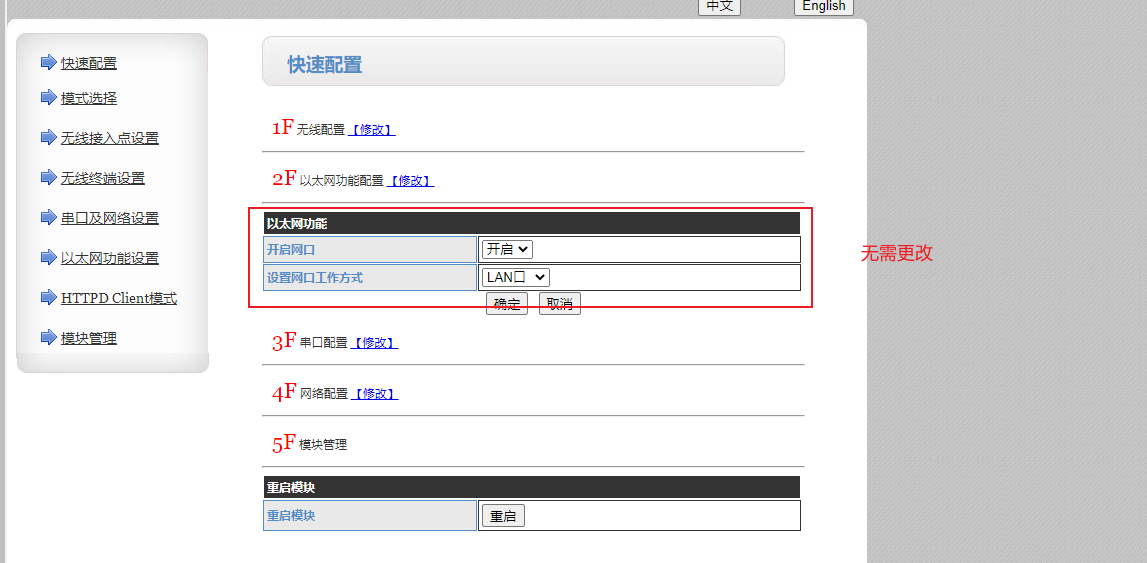 中文 English
快速配置
模式选择
无线接入点设置
无线终端设置
串口及网络设置
以太网功能设置
HTTPD Client模式
模块管理
快速配置
1F 无线配置 【修改】
2F 以太网功能配置 【修改】
以太网功能
开启网口 开启
设置网口工作方式 LAN口
确定 取消
无需更改
3F 串口配置 【修改】
4F 网络配置 【修改】
5F 模块管理
重启模块
重启模块 重启